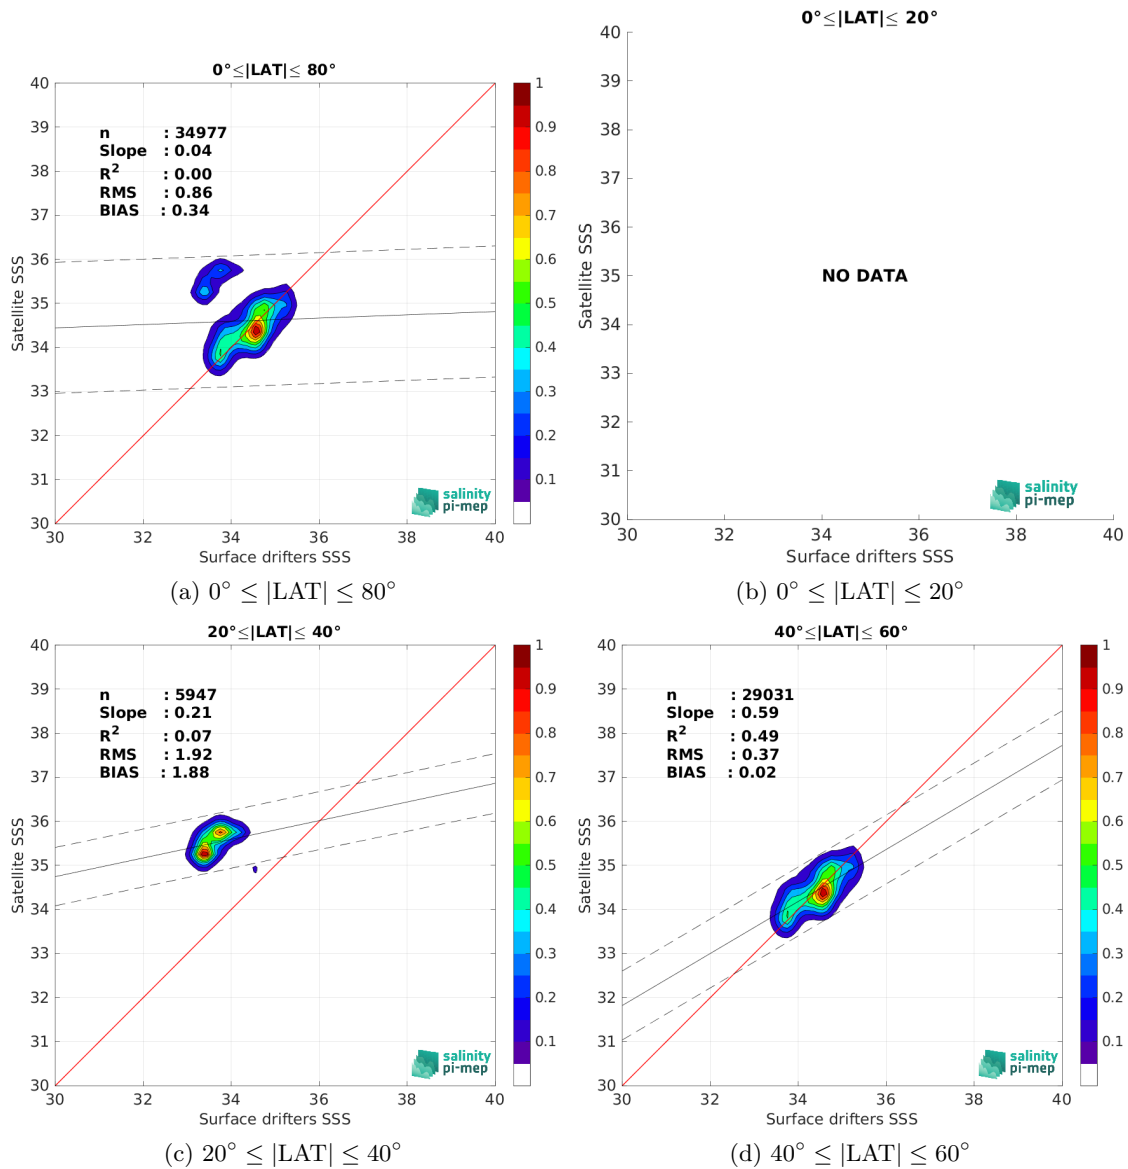 0°≤|LAT|≤ 80°
n : 34977
Slope : 0.04
R² : 0.00
RMS : 0.86
BIAS : 0.34
40
39
38
37
36
35
34
33
32
31
30
Satellite SSS
30 32 34 36 38 40
Surface drifters SSS
1
0.9
0.8
0.7
0.6
0.5
0.4
0.3
0.2
0.1
salinity
pi-mep
(a) 0° ≤ |LAT| ≤ 80°
0°≤|LAT|≤ 20°
40
39
38
37
36
35
34
33
32
31
30
Satellite SSS
NO DATA
30 32 34 36 38 40
Surface drifters SSS
salinity
pi-mep
(b) 0° ≤ |LAT| ≤ 20°
20°≤|LAT|≤ 40°
n : 5947
Slope : 0.21
R² : 0.07
RMS : 1.92
BIAS : 1.88
40
39
38
37
36
35
34
33
32
31
30
Satellite SSS
30 32 34 36 38 40
Surface drifters SSS
1
0.9
0.8
0.7
0.6
0.5
0.4
0.3
0.2
0.1
salinity
pi-mep
(c) 20° ≤ |LAT| ≤ 40°
40°≤|LAT|≤ 60°
n : 29031
Slope : 0.59
R² : 0.49
RMS : 0.37
BIAS : 0.02
40
39
38
37
36
35
34
33
32
31
30
Satellite SSS
30 32 34 36 38 40
Surface drifters SSS
1
0.9
0.8
0.7
0.6
0.5
0.4
0.3
0.2
0.1
salinity
pi-mep
(d) 40° ≤ |LAT| ≤ 60°